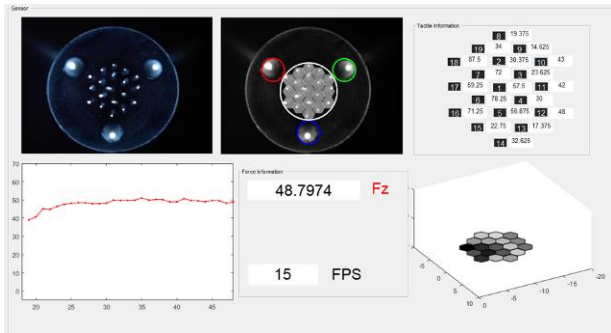 Sensor
Tactile Information
8 19.375
19 34 9 14.625
18 87.5 2 30.375 10 43
7 72 3 23.625
17 59.25 1 57.5 11 42
6 78.25 4 30
16 71.25 5 56.875 12 48
15 22.75 13 17.375
14 32.625
70
60
50
40
30
20
10
0
20 25 30 35 40 45
Force Information
48.7974 Fz
15 FPS
-5
0
5
10
0
-5
-10
-15
-20